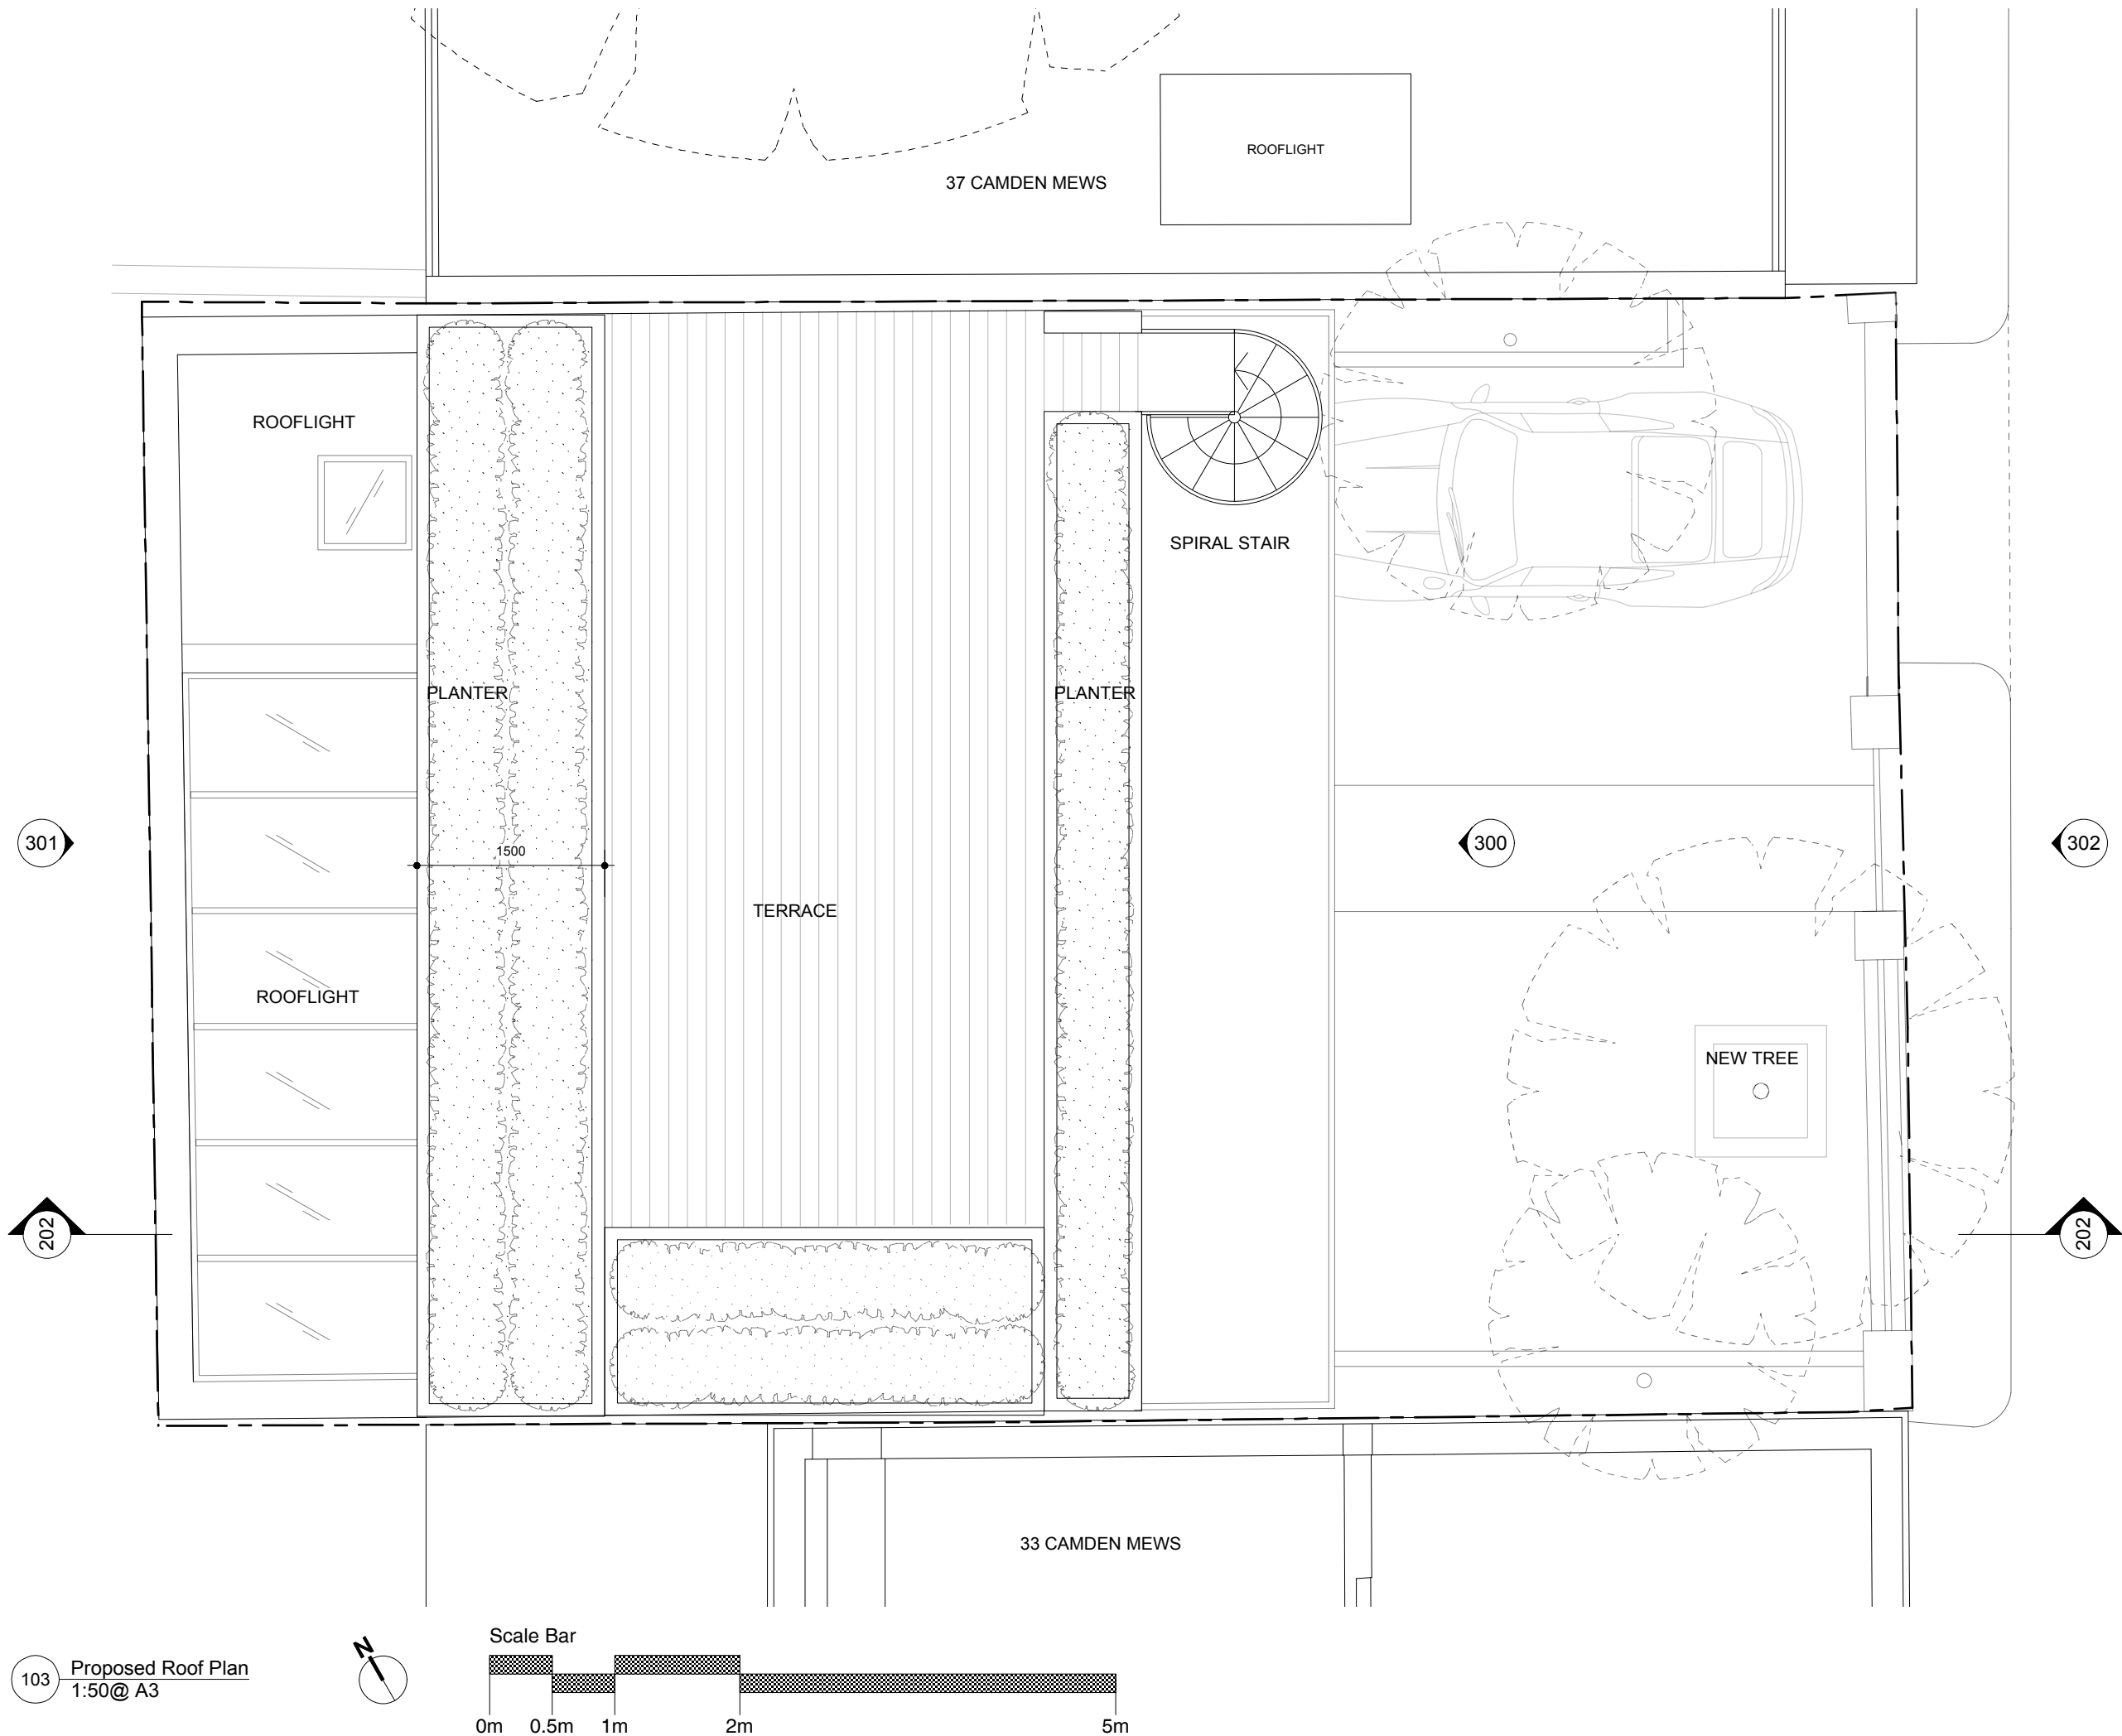 ROOFLIGHT
37 CAMDEN MEWS
ROOFLIGHT
SPIRAL STAIR
PLANTER
PLANTER
301
1500
300
302
TERRACE
ROOFLIGHT
NEW TREE
202
202
33 CAMDEN MEWS
Scale Bar
N
103
Proposed Roof Plan
1:50@ A3
0m 0.5m 1m 2m 5m